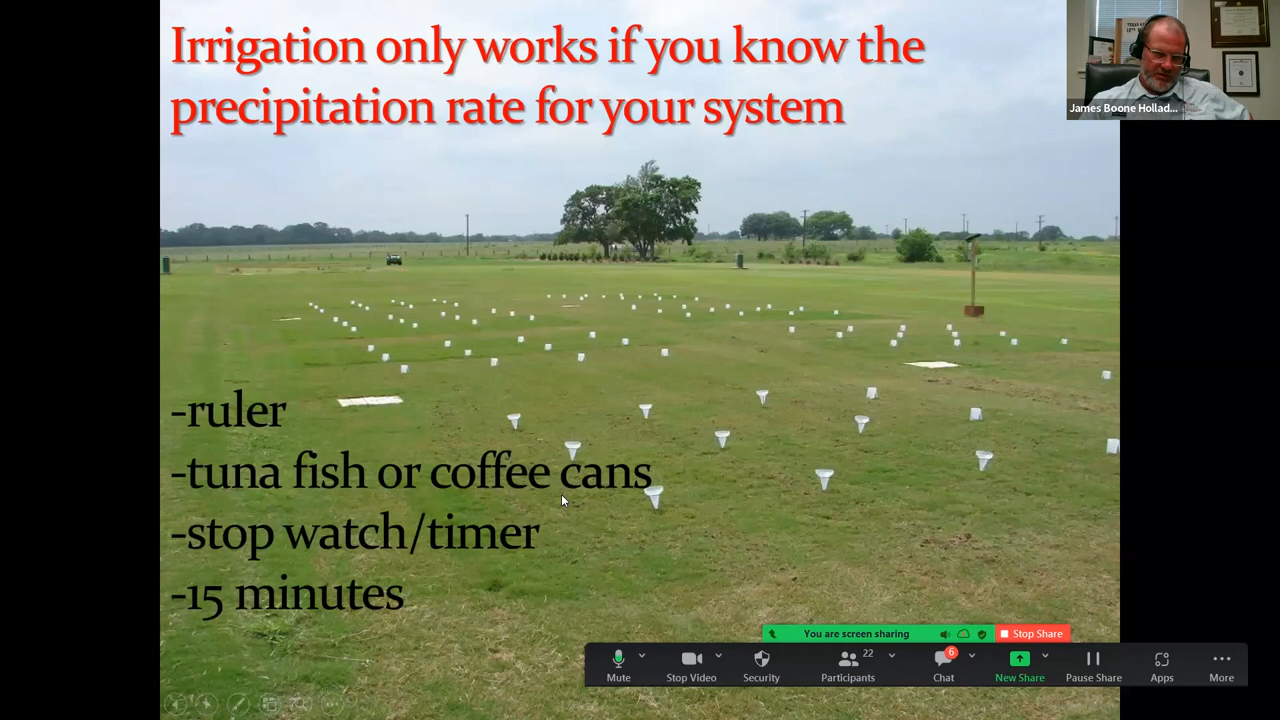 Irrigation only works if you know the
precipitation rate for your system
James Boone Hollad...
-ruler
-tuna fish or coffee cans
-stop watch/timer
-15 minutes
You are screen sharing
Stop Share
22
6
Mute
Stop Video
Security
Participants
Chat
New Share
Pause Share
Apps
More